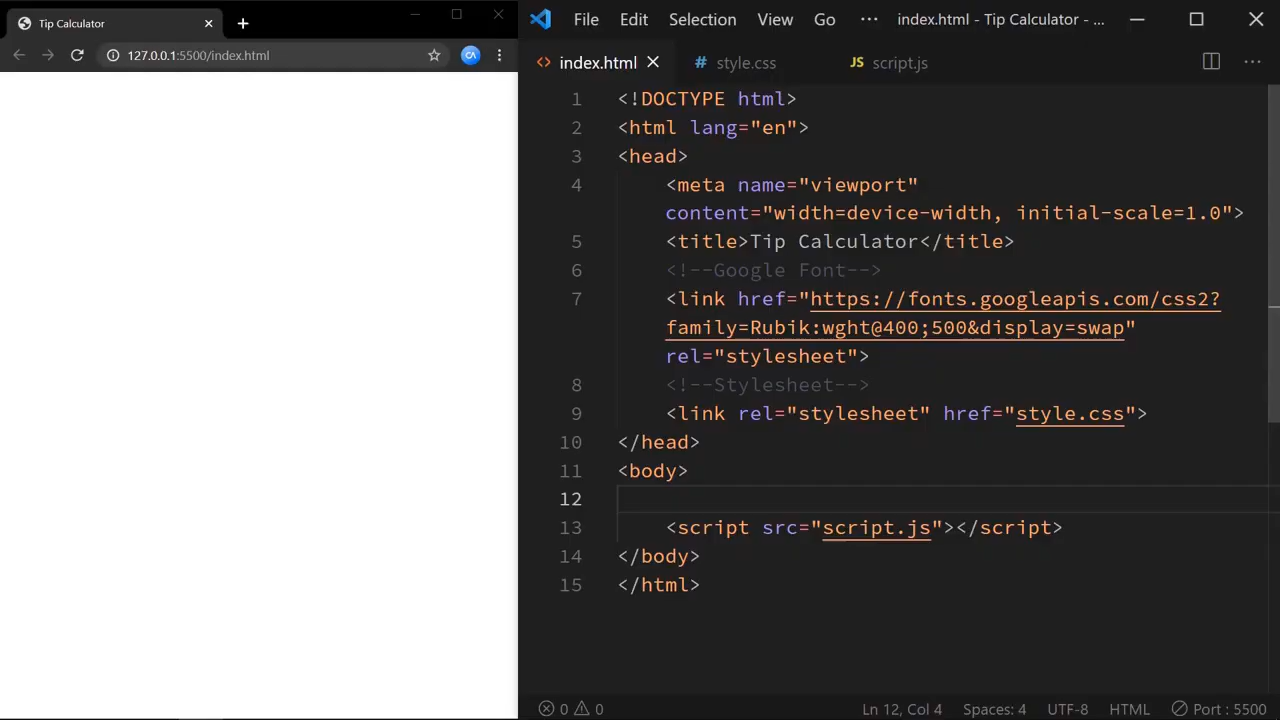 Tip Calculator
127.0.0.1:5500/index.html
CA
File Edit Selection View Go ··· index.html - Tip Calculator - ...
<> index.html # style.css JS script.js ···
1 <!DOCTYPE html>
2 <html lang="en">
3 <head>
4 <meta name="viewport"
content="width=device-width, initial-scale=1.0">
5 <title>Tip Calculator</title>
6 <!--Google Font-->
7 <link href="https://fonts.googleapis.com/css2?
family=Rubik:wght@400;500&display=swap"
rel="stylesheet">
8 <!--Stylesheet-->
9 <link rel="stylesheet" href="style.css">
10 </head>
11 <body>
12
13 <script src="script.js"></script>
14 </body>
15 </html>
0 0 Ln 12, Col 4 Spaces: 4 UTF-8 HTML Port : 5500